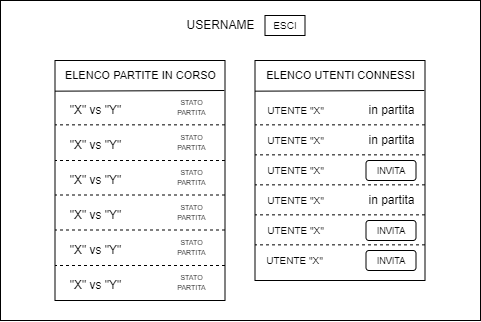 USERNAME ESCI
ELENCO PARTITE IN CORSO
"X" vs "Y" STATO
PARTITA
"X" vs "Y" STATO
PARTITA
"X" vs "Y" STATO
PARTITA
"X" vs "Y" STATO
PARTITA
"X" vs "Y" STATO
PARTITA
"X" vs "Y" STATO
PARTITA
ELENCO UTENTI CONNESSI
UTENTE "X" in partita
UTENTE "X" in partita
UTENTE "X" INVITA
UTENTE "X" in partita
UTENTE "X" INVITA
UTENTE "X" INVITA